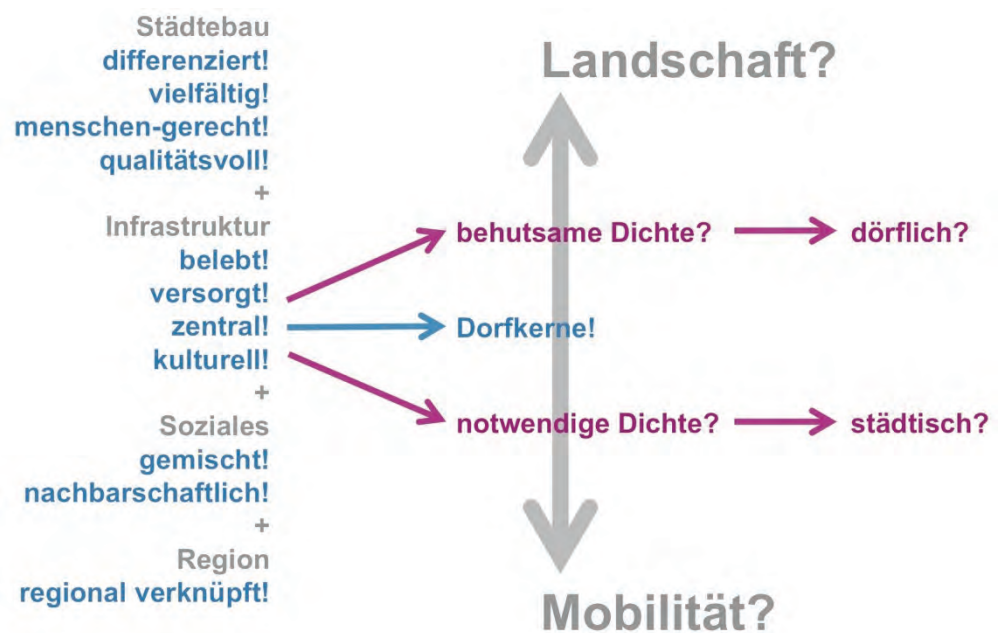 Städtebau
differenziert!
vielfältig!
menschen-gerecht!
qualitätsvoll!
+
Infrastruktur
belebt!
versorgt!
zentral!
kulturell!
+
Soziales
gemischt!
nachbarschaftlich!
+
Region
regional verknüpft!
Landschaft?
behutsame Dichte?
dörflich?
Dorfkerne!
notwendige Dichte?
städtisch?
Mobilität?